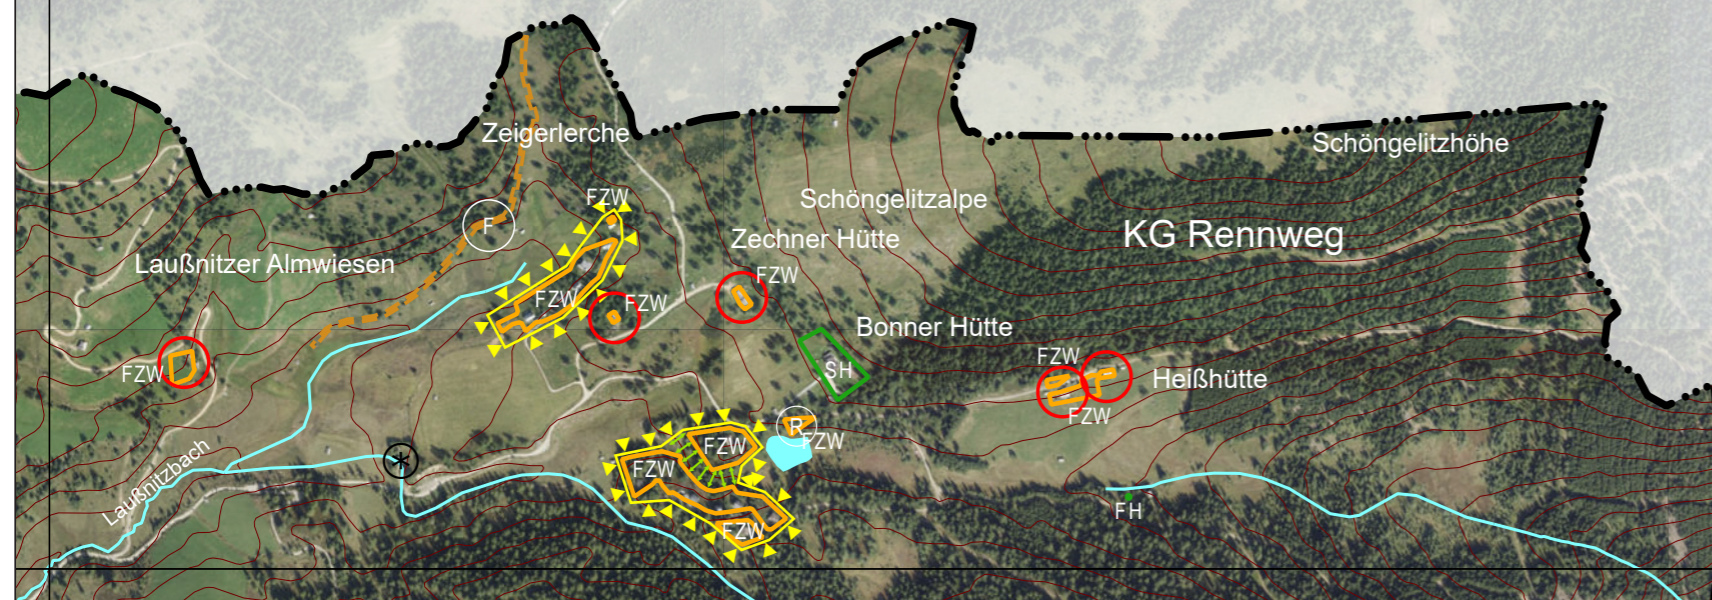 Zeigerlerche
Schöngelitzhöhe
FZW
Schöngelitzalpe
F
KG Rennweg
Zechner Hütte
Laußnitzer Almwiesen
FZW
FZW
FZW
Bonner Hütte
FZW
FZW
SH
Heißhütte
FZW
R
FZW
FZW
FZW
Laußnitzbach
FH
FZW